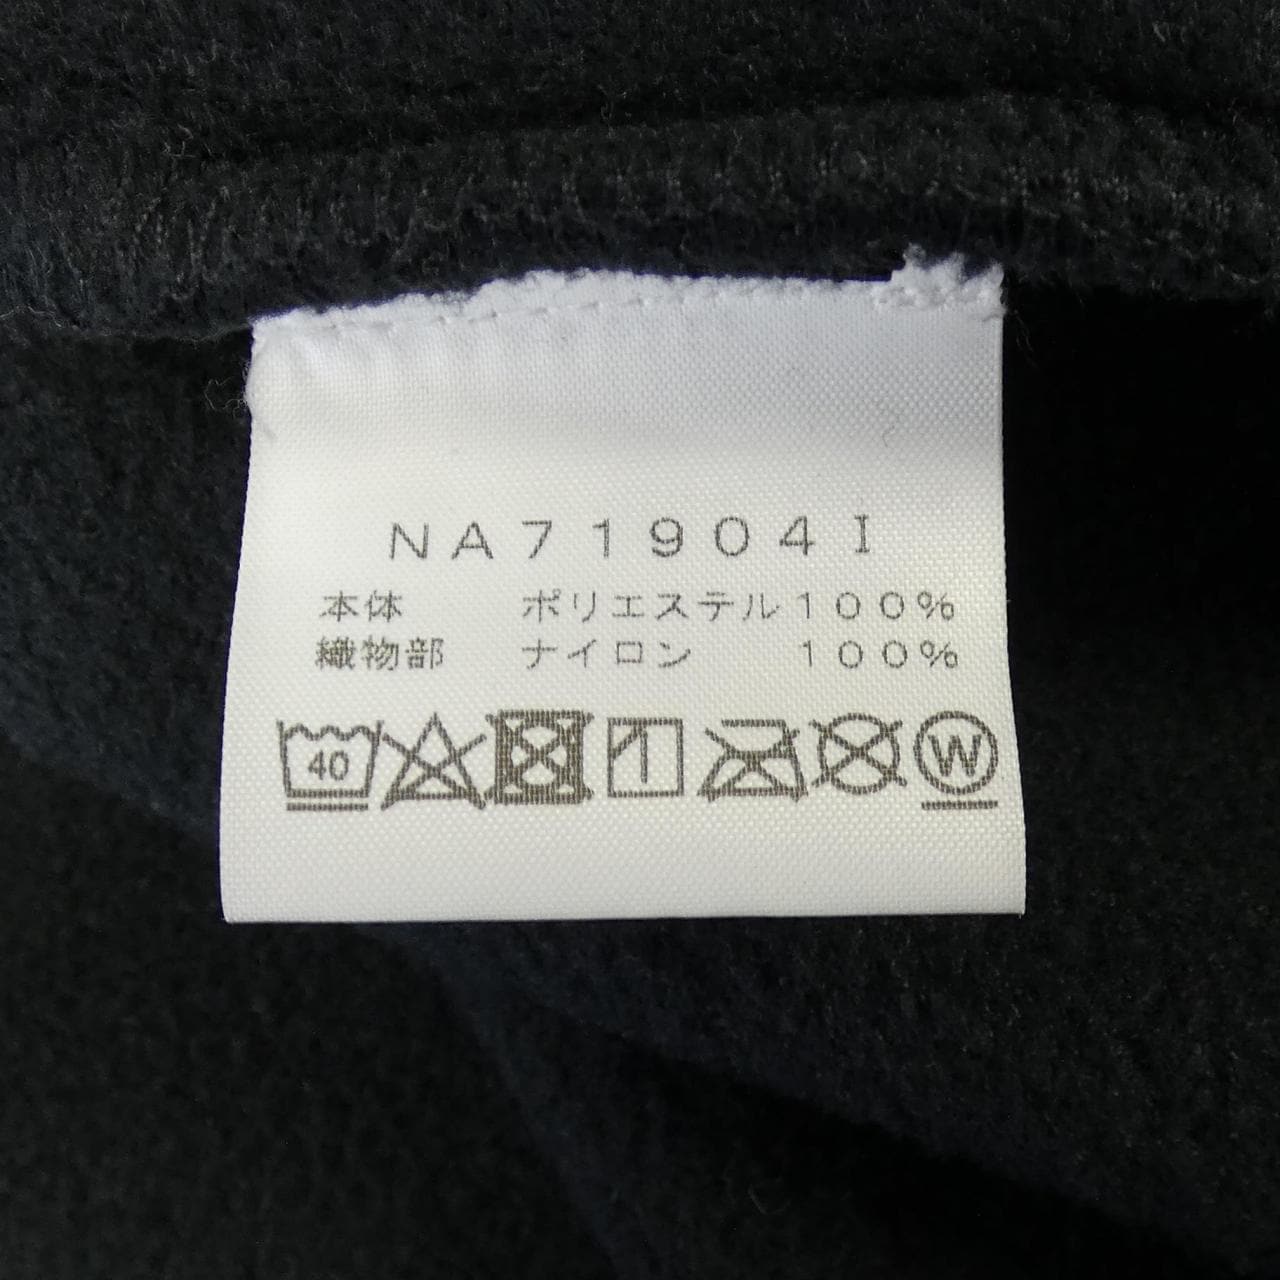 NA71904I
本体 ポリエステル100%
織物部 ナイロン 100%
40 W